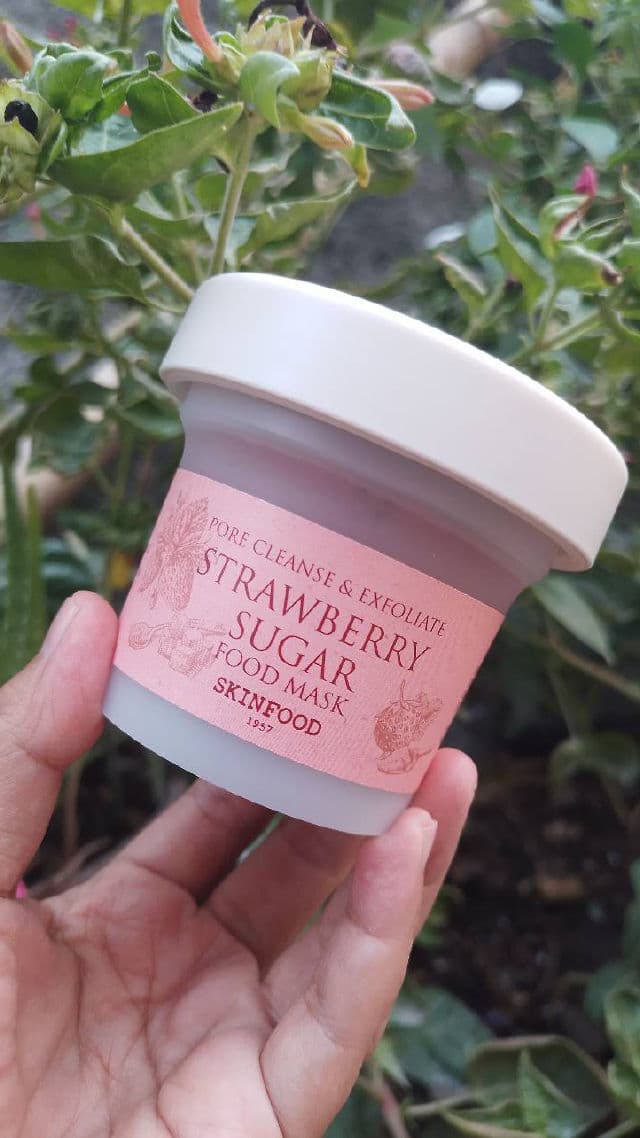 PORE CLEANSE & EXFOLIATE
STRAWBERRY
SUGAR
FOOD MASK
SKINFOOD
1957